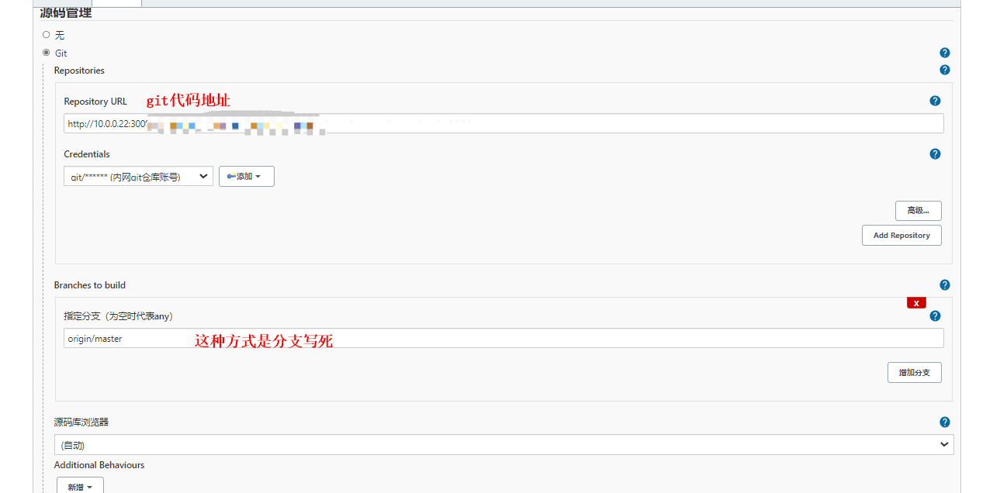 源码管理
无
Git
Repositories
Repository URL git代码地址
http://10.0.0.22:300
Credentials
git/****** (内网git仓库账号) 添加
高级...
Add Repository
Branches to build
x
指定分支（为空时代表any）
origin/master 这种方式是分支写死
增加分支
源码库浏览器
(自动)
Additional Behaviours
新增